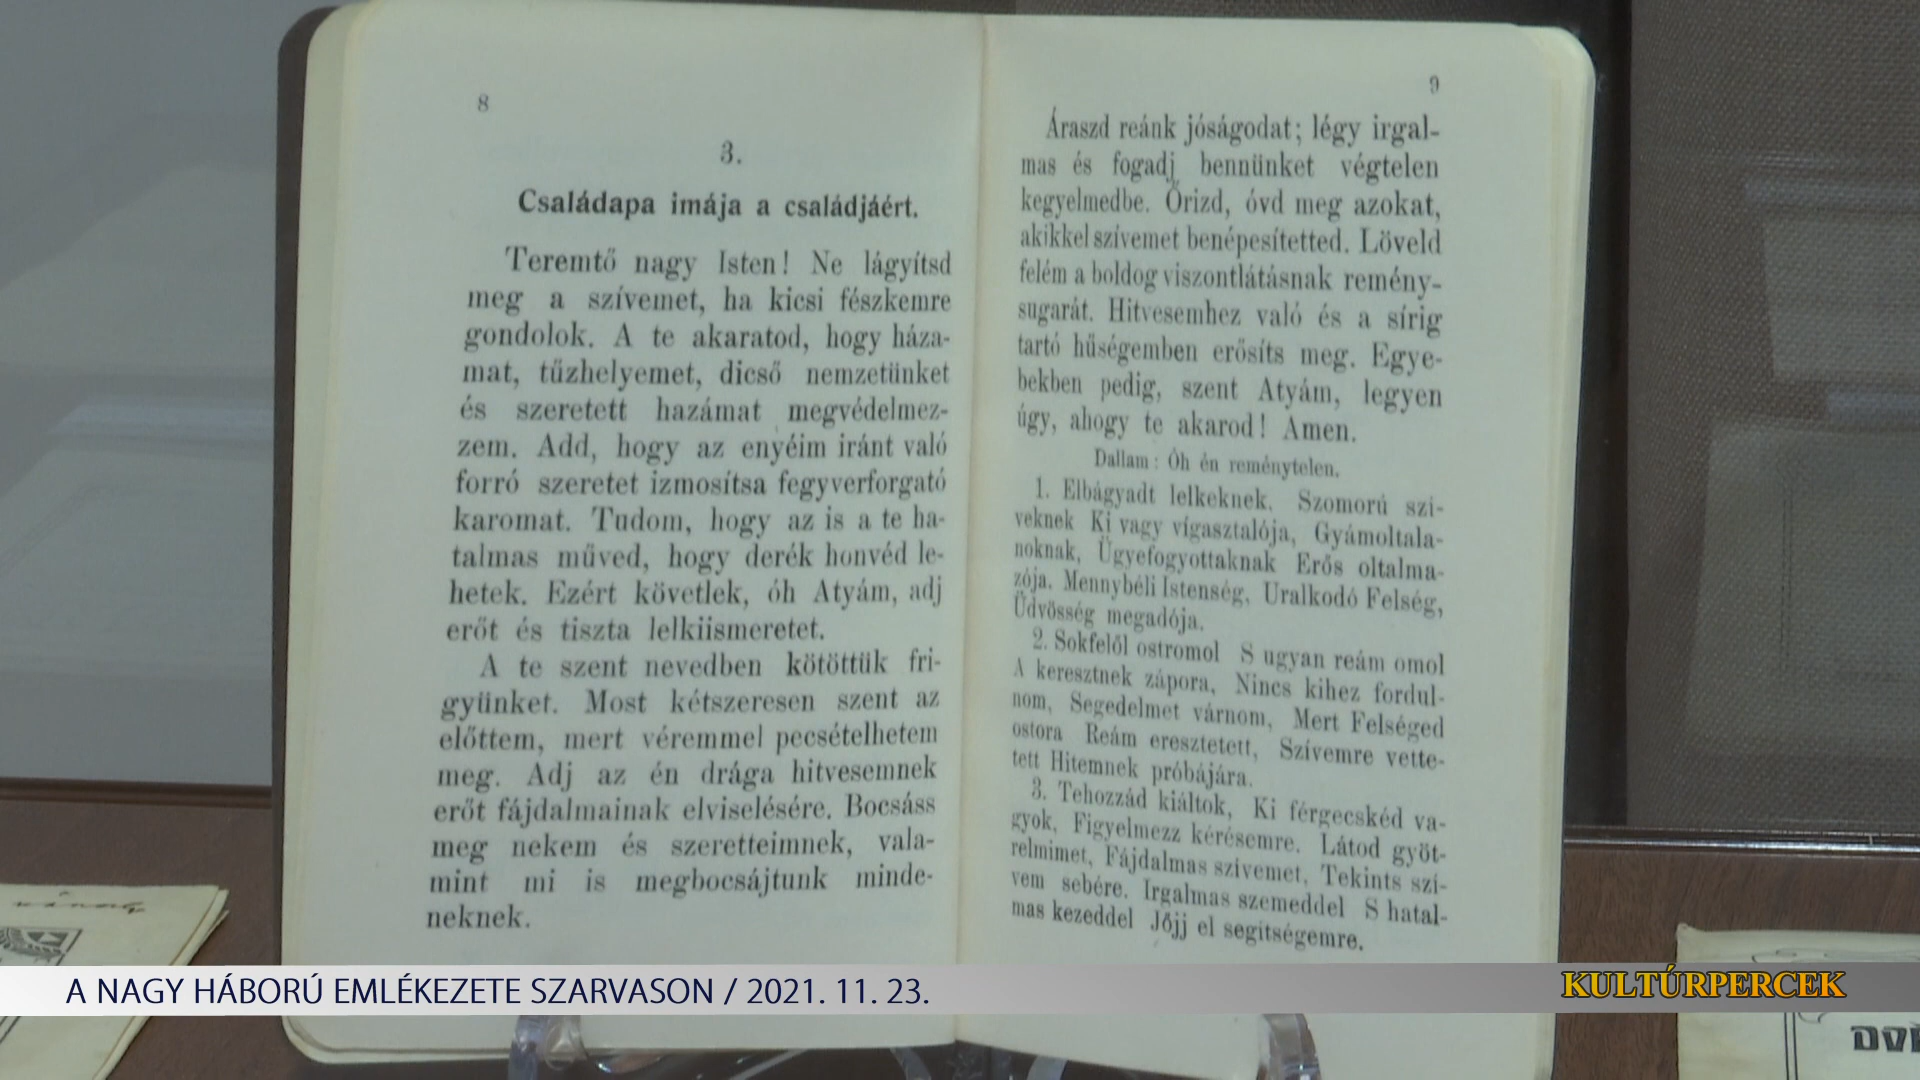 8
3.
Családapa imája a családjáért.
Teremtő nagy Isten! Ne lágyítsd
meg a szívemet, ha kicsi fészkemre
gondolok. A te akaratod, hogy háza-
mat, tűzhelyemet, dicső nemzetünket
és szeretett hazámat megvédelmez-
zem. Add, hogy az enyéim iránt való
forró szeretet izmosítsa fegyverforgató
karomat. Tudom, hogy az is a te ha-
talmas műved, hogy derék honvéd le-
hetek. Ezért követlek, óh Atyám, adj
erőt és tiszta lelkiismeretet.
A te szent nevedben kötöttük fri-
gyünket. Most kétszeresen szent az
előttem, mert véremmel pecsételhetem
meg. Adj az én drága hitvesemnek
erőt fájdalmainak elviselésére. Bocsáss
meg nekem és szeretteimnek, vala-
mint mi is megbocsájtunk minde-
neknek.
9
Áraszd reánk jóságodat; légy irgal-
mas és fogadj bennünket végtelen
kegyelmedbe. Őrizd, óvd meg azokat,
akikkel szívemet benépesítetted. Löveld
felém a boldog viszontlátásnak remény-
sugarát. Hitvesemhez való és a sírig
tartó hűségemben erősíts meg. Egye-
bekben pedig, szent Atyám, legyen
úgy, ahogy te akarod! Amen.
Dallam: Óh én reménytelen.
1. Elbágyadt lelkeknek, Szomorú szí-
veknek Ki vagy vígasztalója, Gyámoltala-
noknak, Ügyefogyottaknak Erős oltalma-
zója. Mennybéli Istenség, Uralkodó Felség,
Üdvösség megadója.
2. Sokfelől ostromol S ugyan reám omol
A keresztnek zápora, Nincs kihez fordul-
nom, Segedelmet várnom, Mert Felséged
ostora Reám eresztetett, Szívemre vette-
tett Hitemnek próbájára.
3. Tehozzád kiáltok, Ki férgecskéd va-
gyok, Figyelmezz kérésemre. Látod gyöt-
relmimet, Fájdalmas szívemet, Tekints szí-
vem sebére. Irgalmas szemeddel S hatal-
mas kezeddel Jőjj el segítségemre.
A NAGY HÁBORÚ EMLÉKEZETE SZARVASON / 2021. 11. 23.
KULTÚRPERCEK